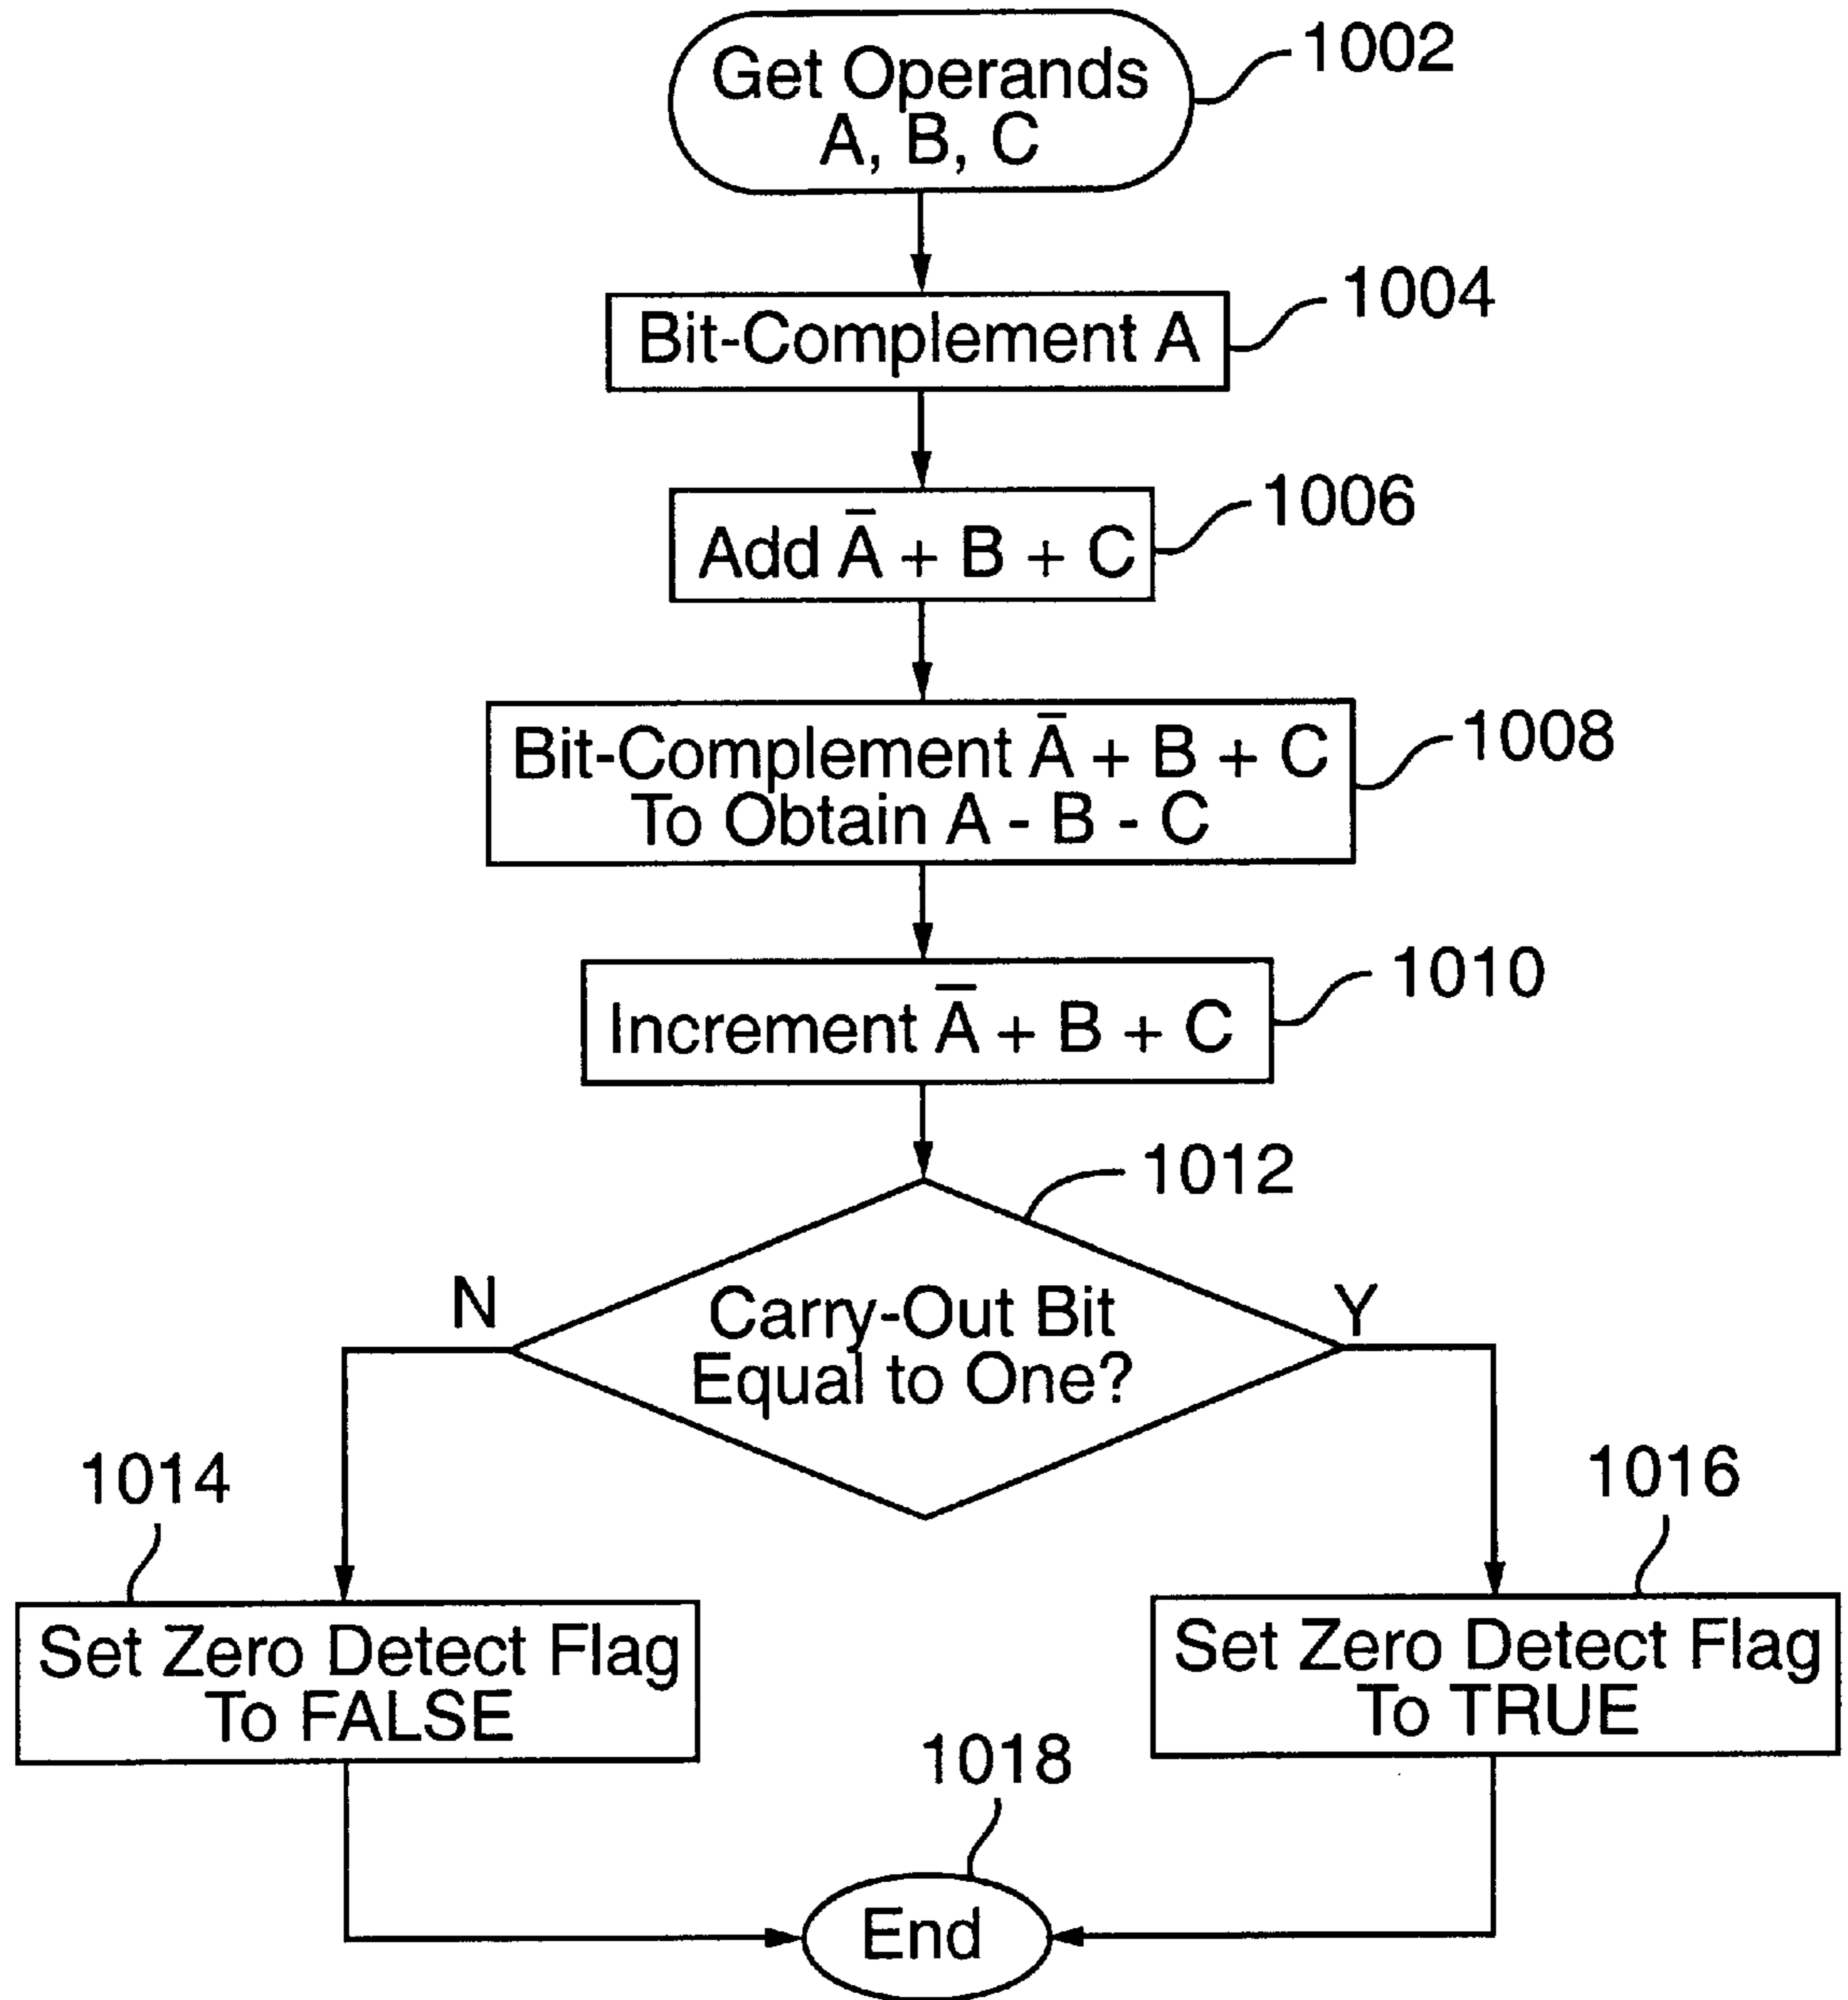 Get Operands
A, B, C
1002
Bit-Complement A
1004
Add A̅ + B + C
1006
Bit-Complement A̅ + B + C
To Obtain A - B - C
1008
Increment A̅ + B + C
1010
1012
N
Carry-Out Bit
Equal to One?
Y
1014
1016
Set Zero Detect Flag
To FALSE
Set Zero Detect Flag
To TRUE
1018
End